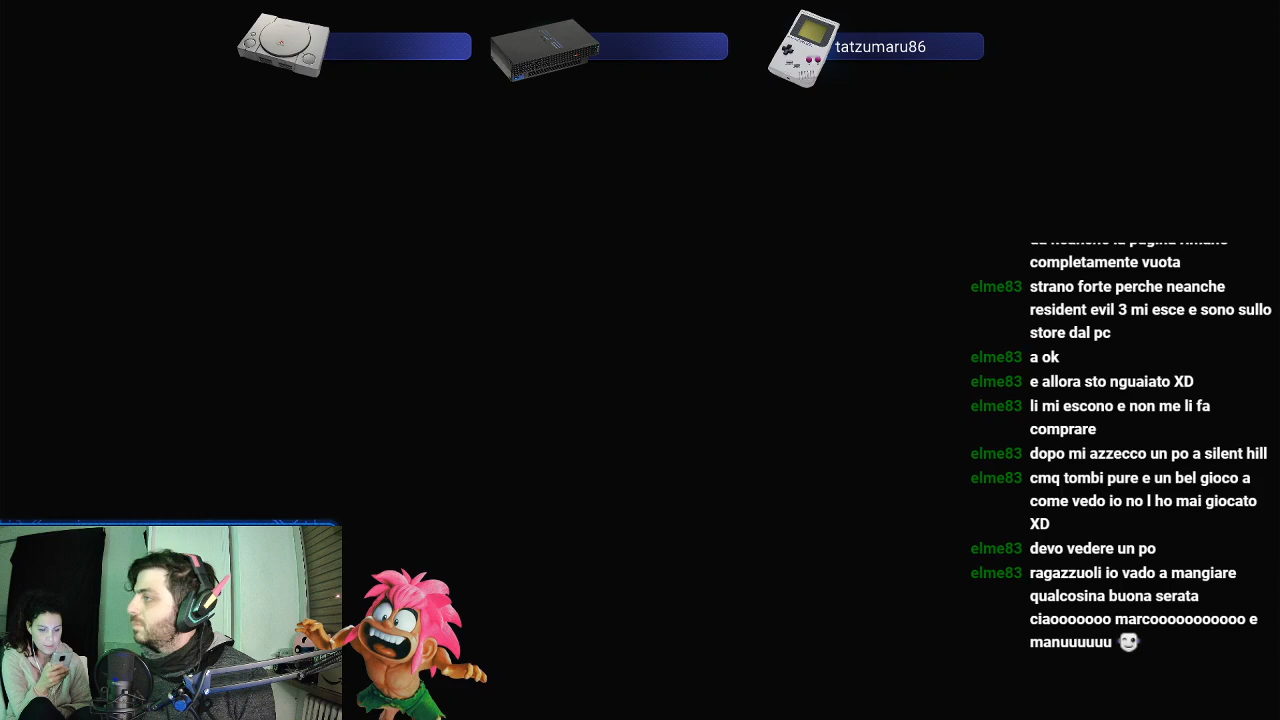 tatzumaru86
completamente vuota
elme83 strano forte perche neanche
resident evil 3 mi esce e sono sullo
store dal pc
elme83 a ok
elme83 e allora sto nguaiato XD
elme83 li mi escono e non me li fa
comprare
elme83 dopo mi azzecco un po a silent hill
elme83 cmq tombi pure e un bel gioco a
come vedo io no l ho mai giocato
XD
elme83 devo vedere un po
elme83 ragazzuoli io vado a mangiare
qualcosina buona serata
ciaooooooo marcooooooooooo e
manuuuuuu